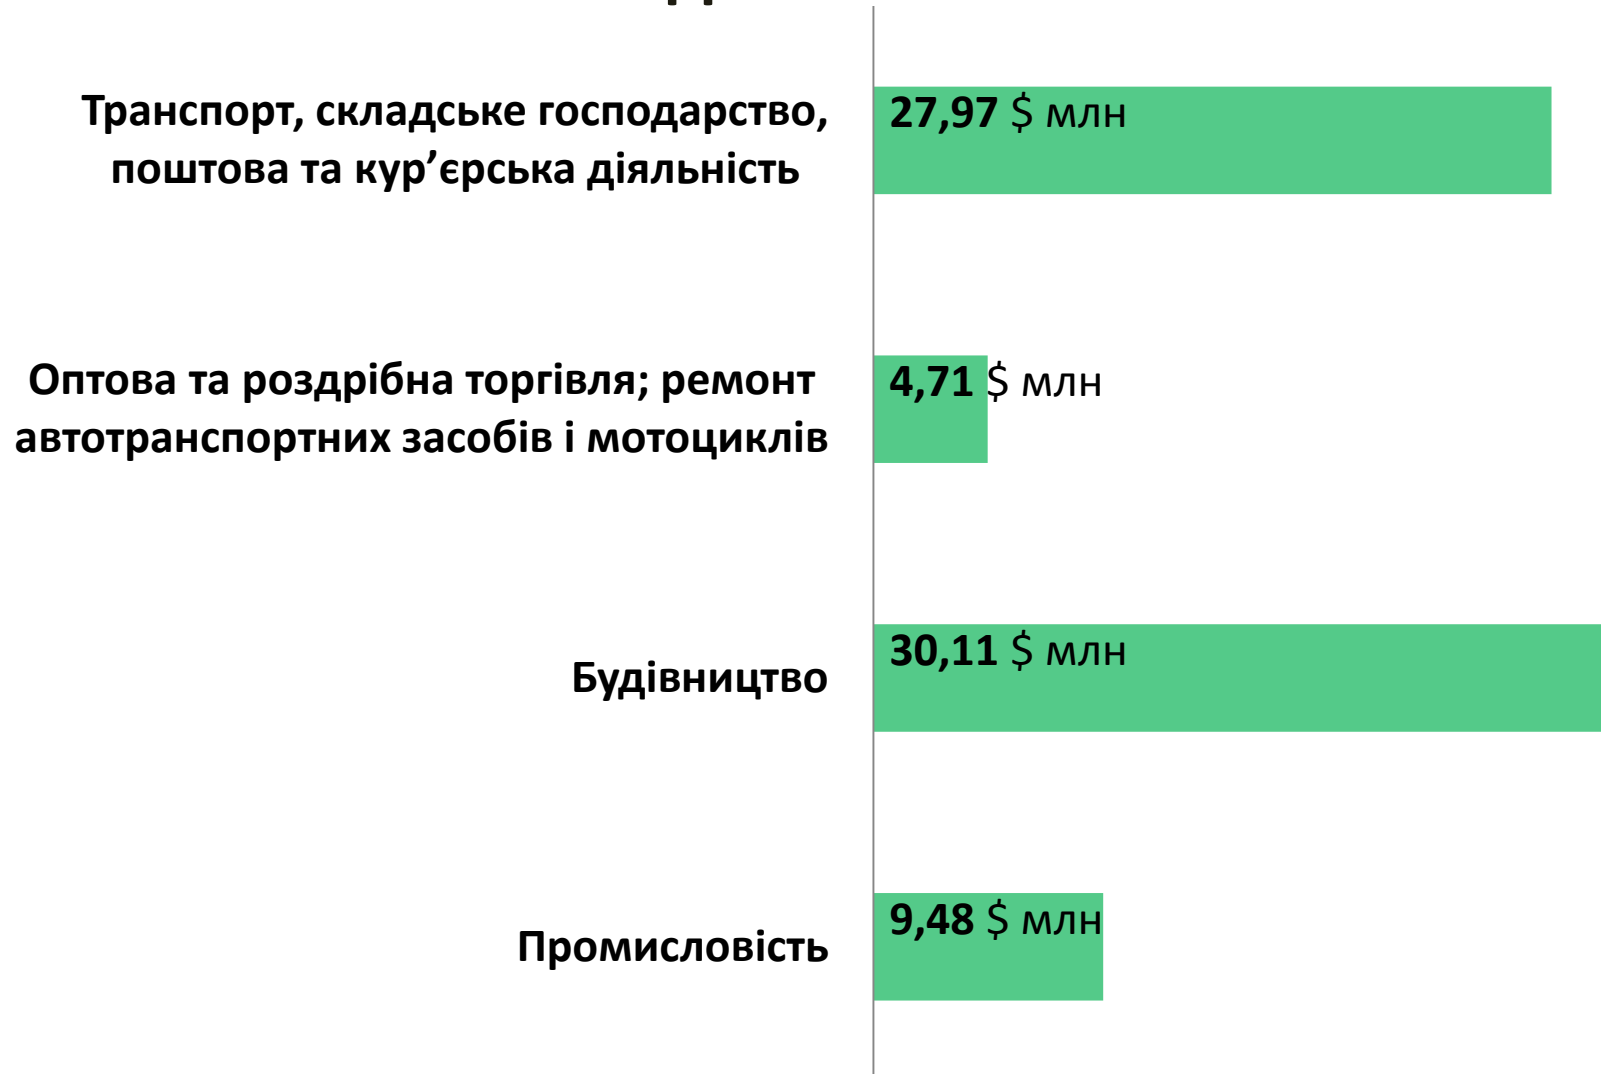 Транспорт, складське господарство,
поштова та кур’єрська діяльність
27,97 $ млн
Оптова та роздрібна торгівля; ремонт
автотранспортних засобів і мотоциклів
4,71 $ млн
Будівництво
30,11 $ млн
Промисловість
9,48 $ млн